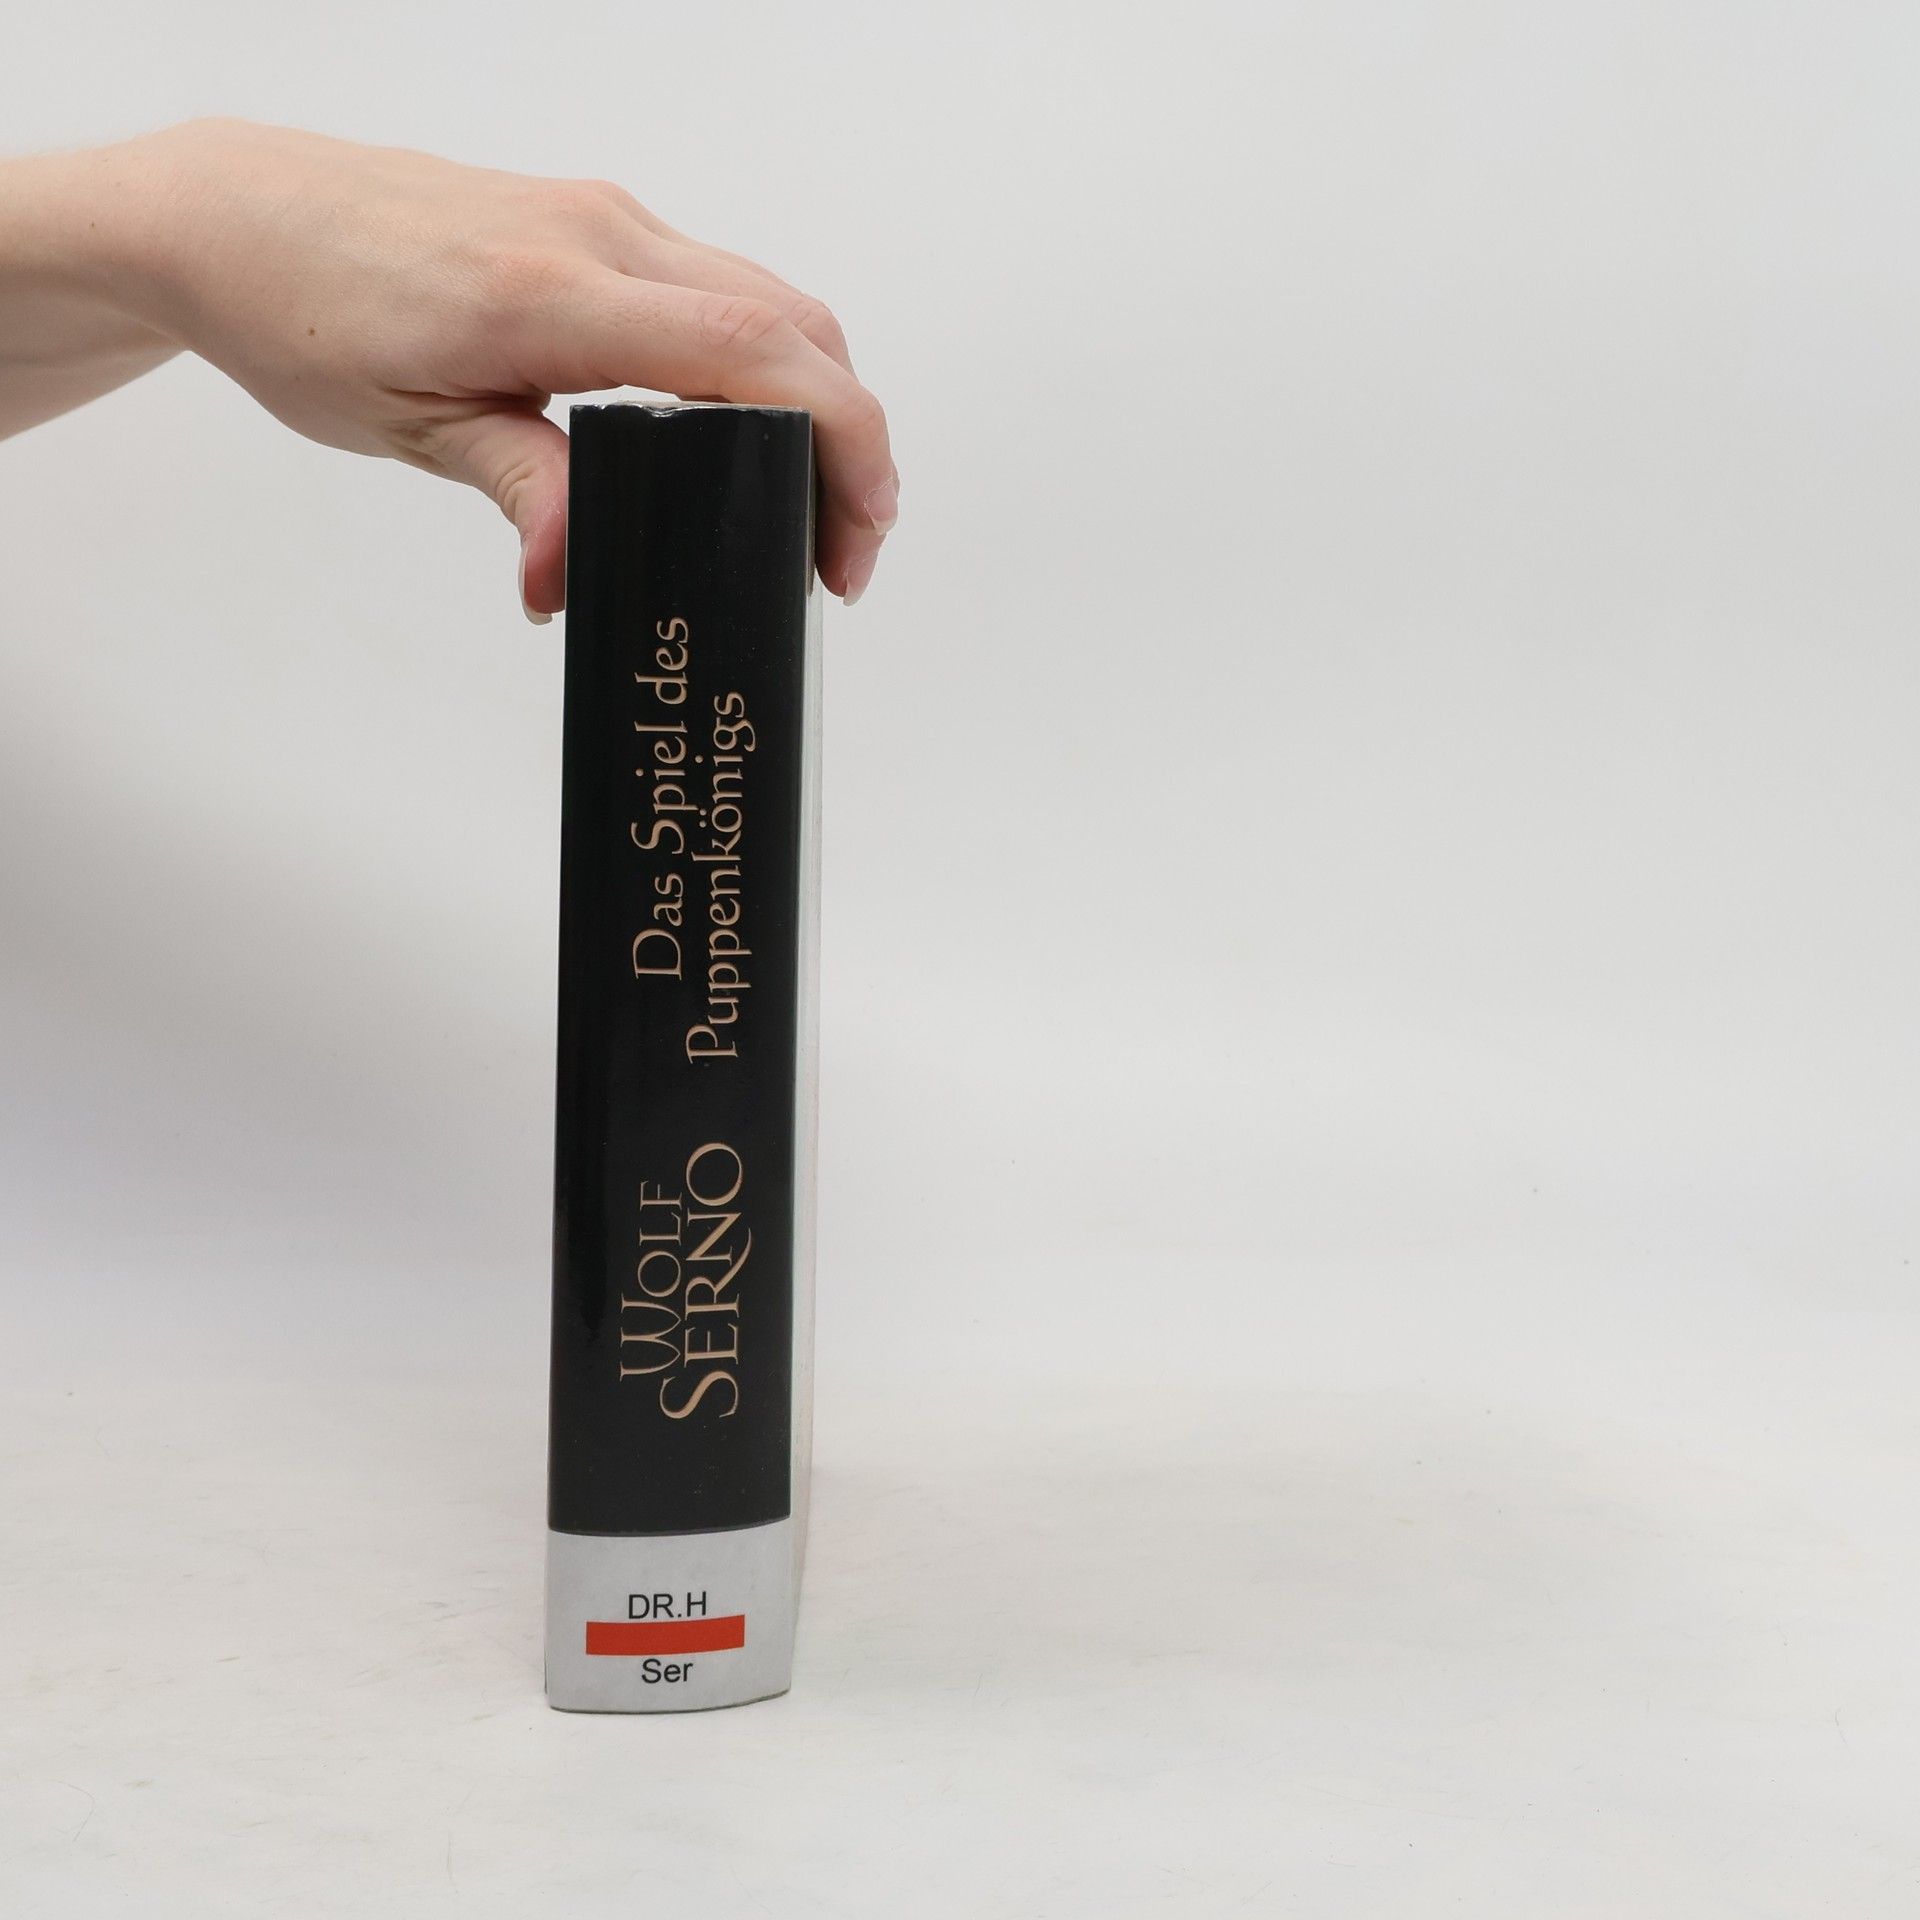 Das Spiel des
Puppenkönigs
WOLF
SERNO
DR.H
Ser